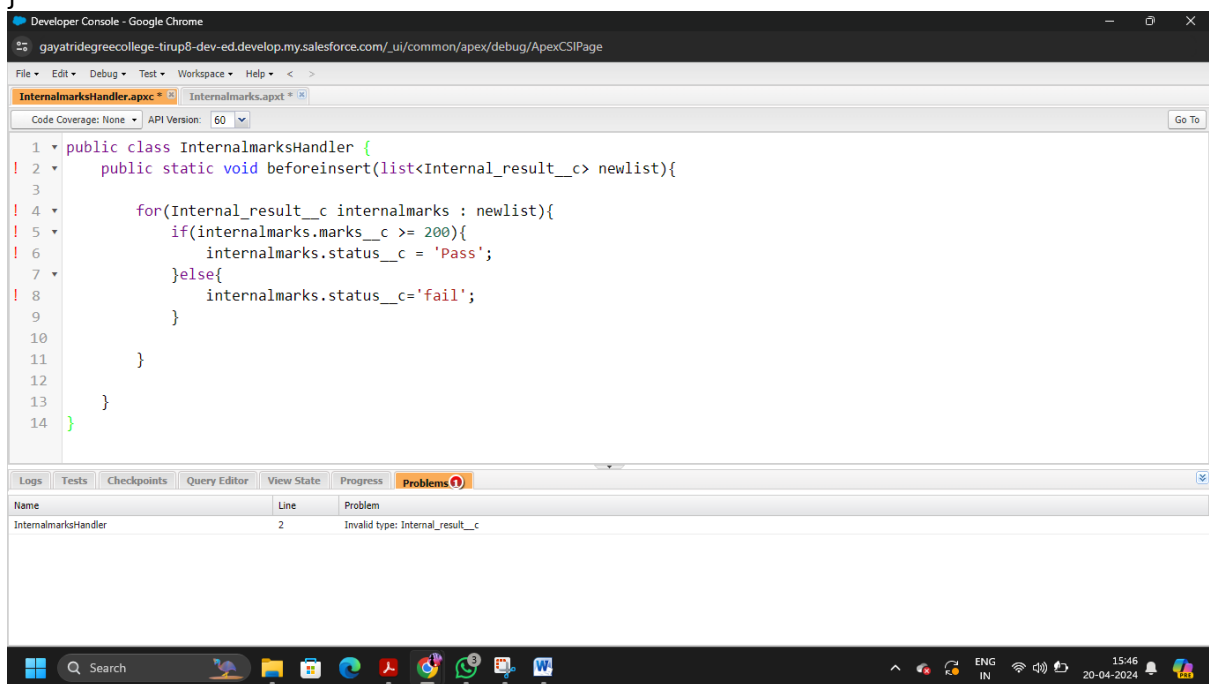 Developer Console - Google Chrome
gayatridegreecollege-tirup8-dev-ed.develop.my.salesforce.com/_ui/common/apex/debug/ApexCSIPage
File Edit Debug Test Workspace Help < >
InternalmarksHandler.apxc * Internalmarks.apxt *
Code Coverage: None API Version: 60 Go To
1 public class InternalmarksHandler {
! 2 public static void beforeinsert(list<Internal_result__c> newlist){
3
! 4 for(Internal_result__c internalmarks : newlist){
! 5 if(internalmarks.marks__c >= 200){
! 6 internalmarks.status__c = 'Pass';
7 }else{
! 8 internalmarks.status__c='fail';
9 }
10
11 }
12
13 }
14 }
Logs Tests Checkpoints Query Editor View State Progress Problems 1
Name Line Problem
InternalmarksHandler 2 Invalid type: Internal_result__c
Search 3 ENG IN 15:46 20-04-2024 PRE